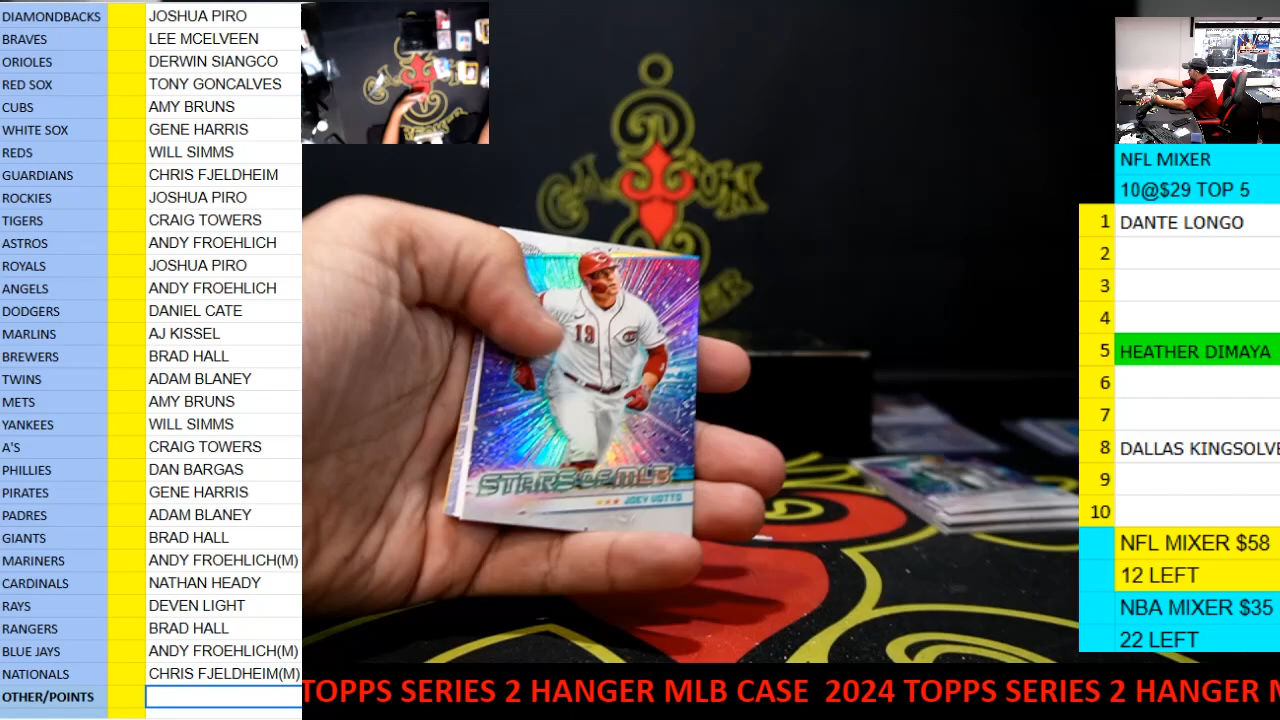 DIAMONDBACKS JOSHUA PIRO
BRAVES LEE MCELVEEN
ORIOLES DERWIN SIANGCO
RED SOX TONY GONCALVES
CUBS AMY BRUNS
WHITE SOX GENE HARRIS
REDS WILL SIMMS
GUARDIANS CHRIS FJELDHEIM
ROCKIES JOSHUA PIRO
TIGERS CRAIG TOWERS
ASTROS ANDY FROEHLICH
ROYALS JOSHUA PIRO
ANGELS ANDY FROEHLICH
DODGERS DANIEL CATE
MARLINS AJ KISSEL
BREWERS BRAD HALL
TWINS ADAM BLANEY
METS AMY BRUNS
YANKEES WILL SIMMS
A'S CRAIG TOWERS
PHILLIES DAN BARGAS
PIRATES GENE HARRIS
PADRES ADAM BLANEY
GIANTS BRAD HALL
MARINERS ANDY FROEHLICH(M)
CARDINALS NATHAN HEADY
RAYS DEVEN LIGHT
RANGERS BRAD HALL
BLUE JAYS ANDY FROEHLICH(M)
NATIONALS CHRIS FJELDHEIM(M)
OTHER/POINTS
19
REDS
STARS OF MLB
JOEY VOTTO
NFL MIXER
10@$29 TOP 5
1 DANTE LONGO
2
3
4
5 HEATHER DIMAYA
6
7
8 DALLAS KINGSOLVE
9
10
NFL MIXER $58
12 LEFT
NBA MIXER $35
22 LEFT
TOPPS SERIES 2 HANGER MLB CASE 2024 TOPPS SERIES 2 HANGER M